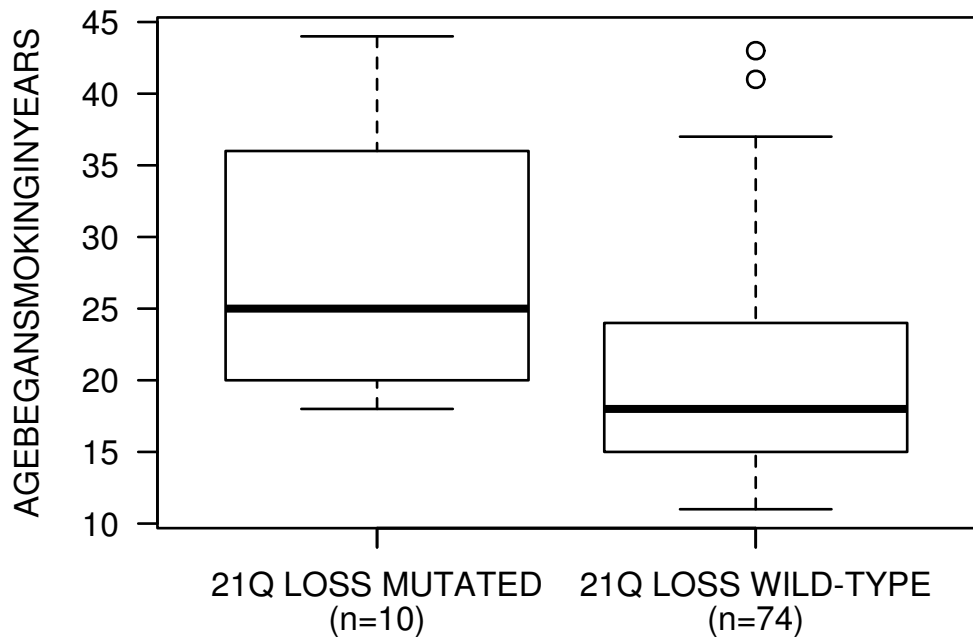 AGEBEGANSMOKINGINYEARS
45
40
35
30
25
20
15
10
21Q LOSS MUTATED
(n=10)
21Q LOSS WILD-TYPE
(n=74)